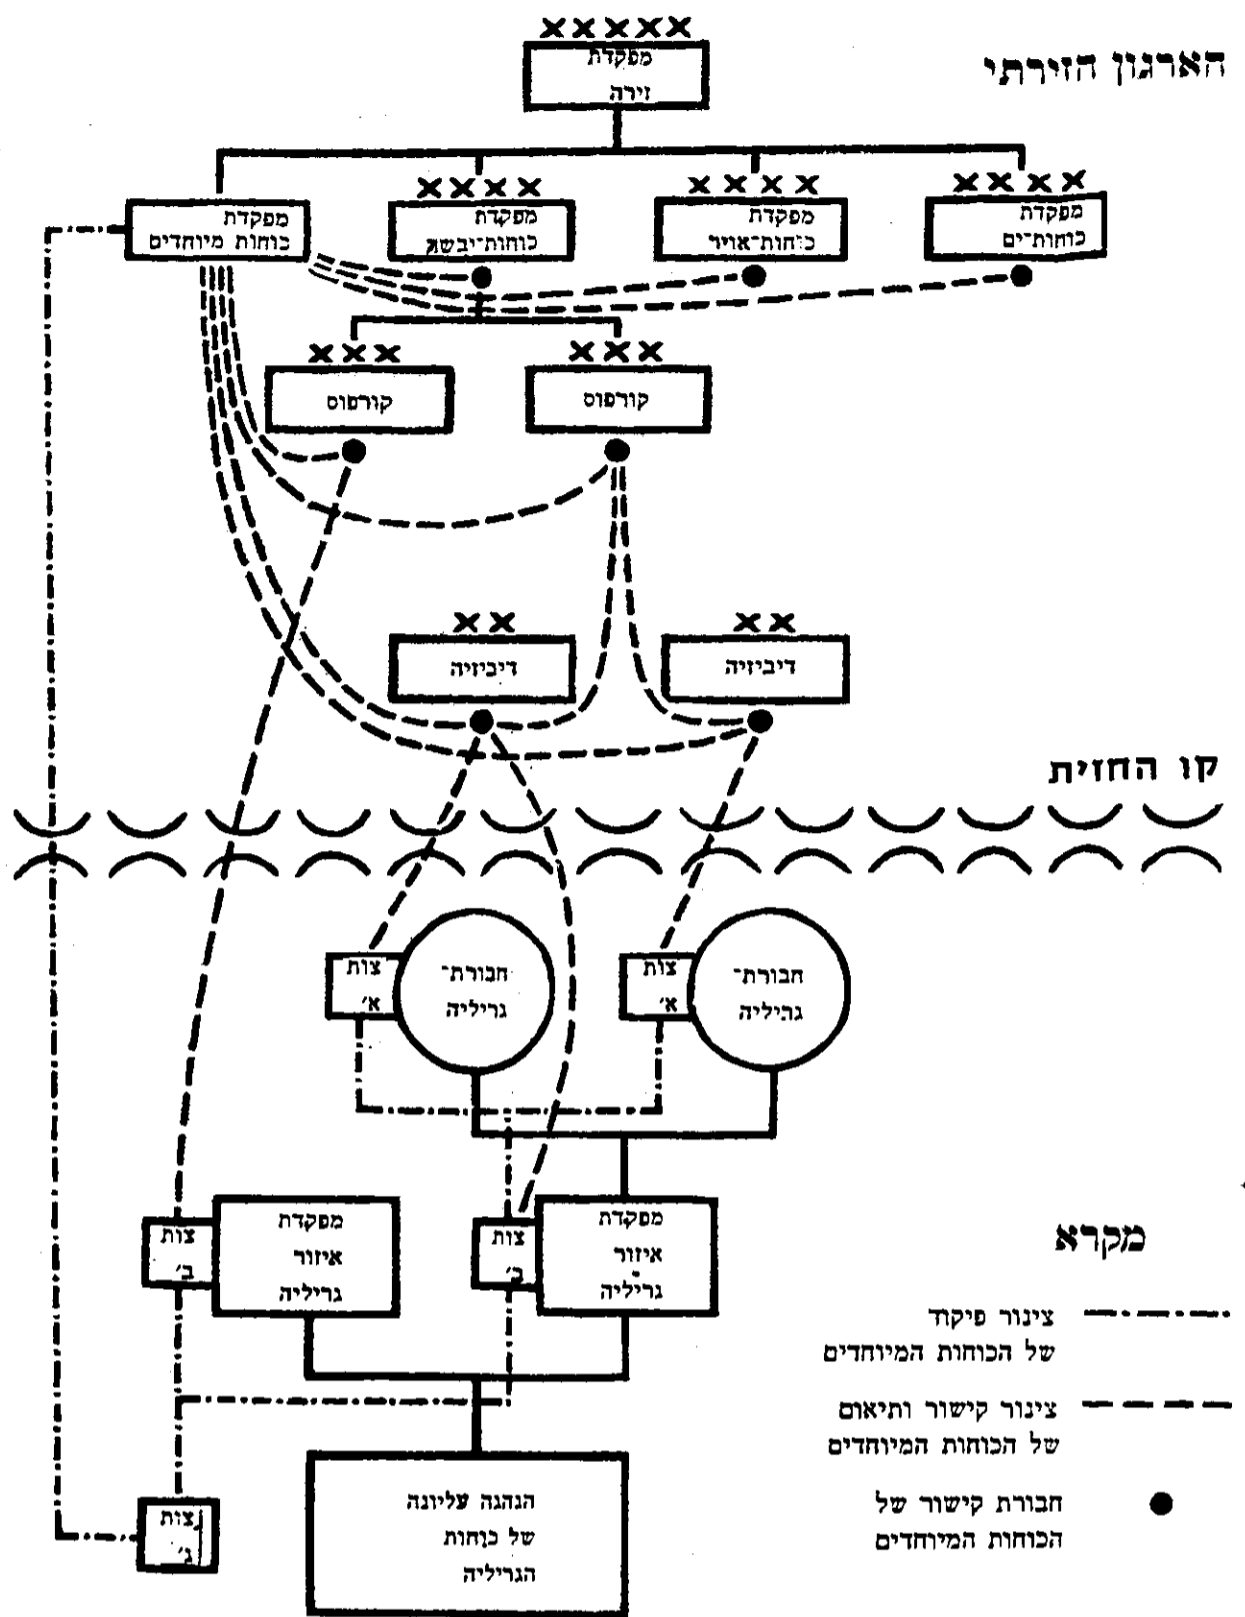 הארגון הזירתי
×××××
מפקדת
זירה
מפקדת
כוחות מיוחדים
××××
מפקדת
כוחות-יבשה
××××
מפקדת
כוחות-אויר
××××
מפקדת
כוחות-ים
×××
קורפוס
×××
קורפוס
××
דיביזיה
××
דיביזיה
קו החזית
צות
א׳
חבורת-
גריליה
צות
א׳
חבורת-
גריליה
צות
ב׳
מפקדת
איזור
גריליה
צות
ב׳
מפקדת
איזור
גריליה
צות
ג׳
הנהגה עליונה
של כוחות
הגריליה
מקרא
צינור פיקוד
של הכוחות המיוחדים
צינור קישור ותיאום
של הכוחות המיוחדים
חבורת קישור של
הכוחות המיוחדים